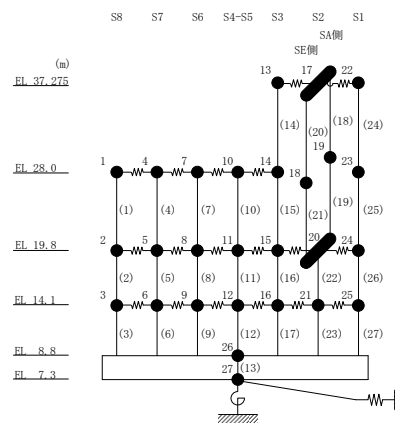 S8 S7 S6 S4-S5 S3 S2 S1
SA側
SE側
(m)
13 17 22
EL 37.275
(14) (20) (18) (24)
19
1 4 7 10 14 23
EL 28.0
18
(1) (4) (7) (10) (15) (21) (19) (25)
2 5 8 11 15 20 24
EL 19.8
(2) (5) (8) (11) (16) (22) (26)
3 6 9 12 16 21 25
EL 14.1
(3) (6) (9) (12) (17) (23) (27)
26
EL 8.8
27 (13)
EL 7.3